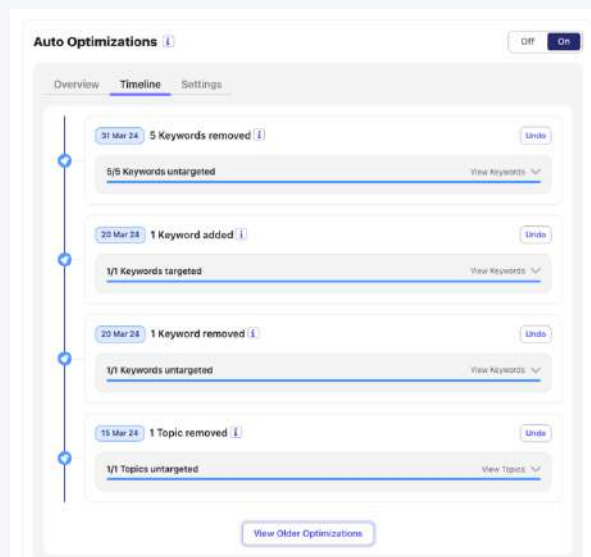 Auto Optimizations i
Off On
Overview Timeline Settings
31 Mar 24 5 Keywords removed i Undo
5/5 Keywords untargeted View Keywords
20 Mar 24 1 Keyword added i Undo
1/1 Keywords targeted View Keywords
20 Mar 24 1 Keyword removed i Undo
1/1 Keywords untargeted View Keywords
15 Mar 24 1 Topic removed i Undo
1/1 Topics untargeted View Topics
View Older Optimizations